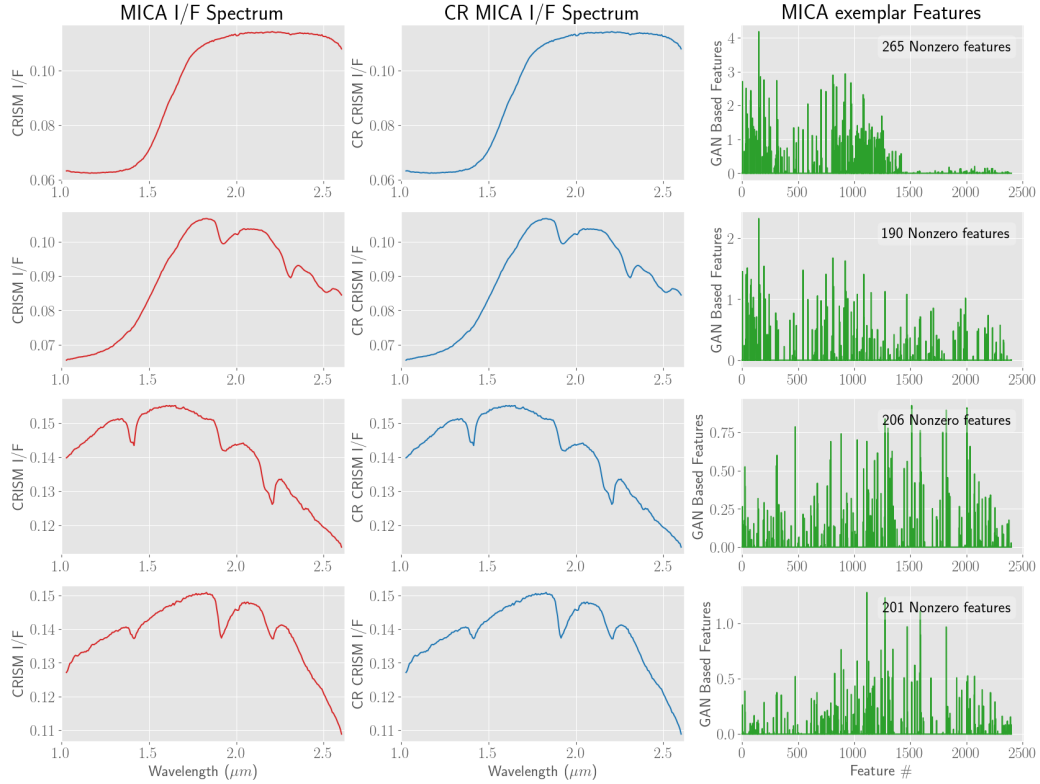 MICA I/F Spectrum
CR MICA I/F Spectrum
MICA exemplar Features
CRISM I/F
0.10
0.08
0.06
1.0 1.5 2.0 2.5
CR CRISM I/F
0.10
0.08
0.06
1.0 1.5 2.0 2.5
GAN Based Features
4
3
2
1
0
265 Nonzero features
0 500 1000 1500 2000 2500
CRISM I/F
0.10
0.09
0.08
0.07
1.0 1.5 2.0 2.5
CR CRISM I/F
0.10
0.09
0.08
0.07
1.0 1.5 2.0 2.5
GAN Based Features
2
1
0
190 Nonzero features
0 500 1000 1500 2000 2500
CRISM I/F
0.15
0.14
0.13
0.12
1.0 1.5 2.0 2.5
CR CRISM I/F
0.15
0.14
0.13
0.12
1.0 1.5 2.0 2.5
GAN Based Features
0.75
0.50
0.25
0.00
206 Nonzero features
0 500 1000 1500 2000 2500
CRISM I/F
0.15
0.14
0.13
0.12
0.11
1.0 1.5 2.0 2.5
Wavelength (μm)
CR CRISM I/F
0.15
0.14
0.13
0.12
0.11
1.0 1.5 2.0 2.5
Wavelength (μm)
GAN Based Features
1.0
0.5
0.0
201 Nonzero features
0 500 1000 1500 2000 2500
Feature #